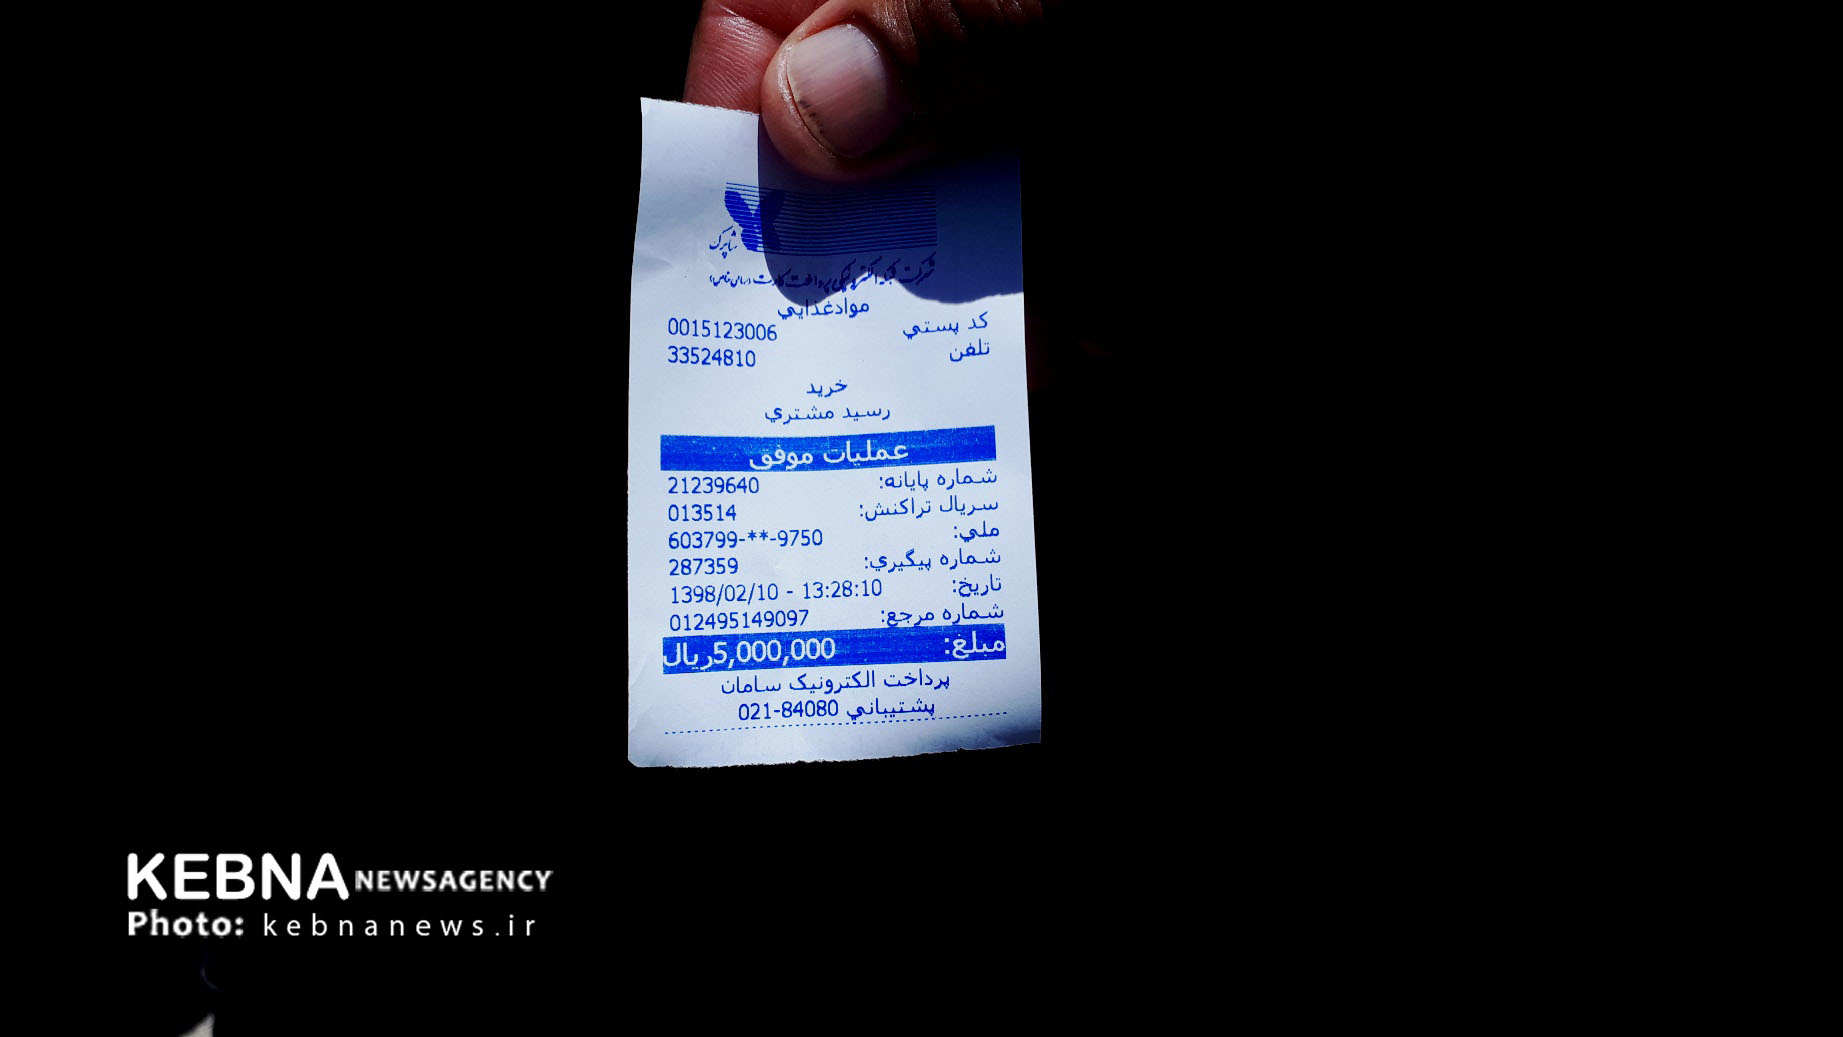 شاپرک
شرکت شبکه الکترونیکی پرداخت کارت (سهامی خاص)
موادغذايي
کد پستي 0015123006
تلفن 33524810
خريد
رسيد مشتري
عمليات موفق
شماره پايانه: 21239640
سريال تراکنش: 013514
ملي: 603799-**-9750
شماره پيگيري: 287359
تاريخ: 1398/02/10 - 13:28:10
شماره مرجع: 012495149097
مبلغ: 5,000,000ريال
پرداخت الکترونيک سامان
پشتيباني 84080-021
KEBNA NEWSAGENCY
Photo: kebnanews.ir